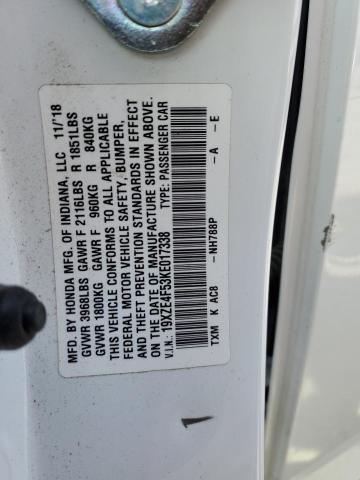 MFD. BY HONDA MFG. OF INDIANA, LLC 11/'18
GVWR 3968LBS GAWR F 2116LBS R 1851LBS
GVWR 1800KG GAWR F 960KG R 840KG
THIS VEHICLE CONFORMS TO ALL APPLICABLE
FEDERAL MOTOR VEHICLE SAFETY, BUMPER,
AND THEFT PREVENTION STANDARDS IN EFFECT
ON THE DATE OF MANUFACTURE SHOWN ABOVE.
V.I.N.: 19XZE4F53KE017338 TYPE: PASSENGER CAR
TXM K AC8 -NH788P -A -E